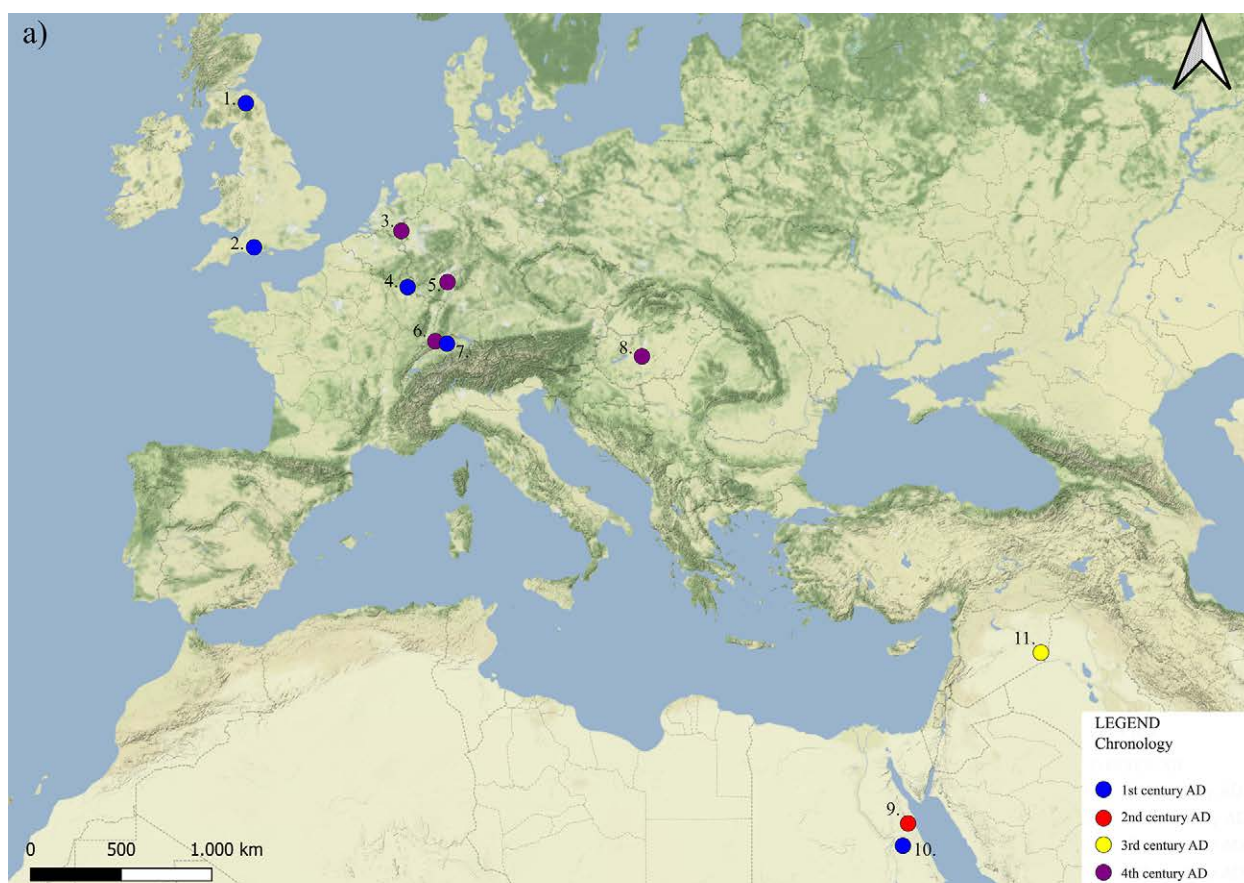 a)
1.
2.
3.
4.
5.
6.
7.
8.
9.
10.
11.
LEGEND
Chronology
1st century AD
2nd century AD
3rd century AD
4th century AD
0 500 1,000 km